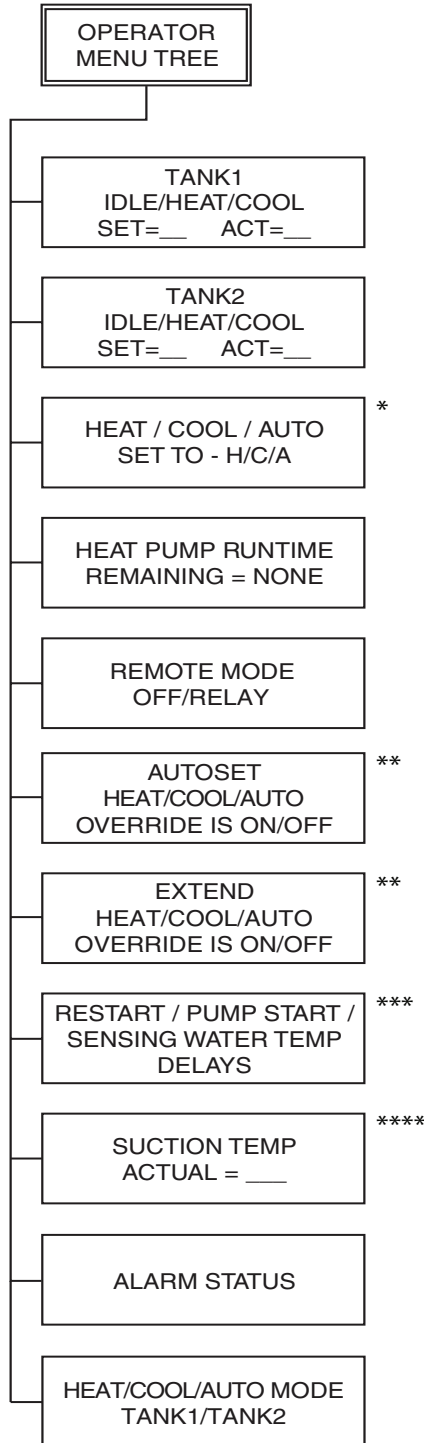 OPERATOR
MENU TREE
TANK1
IDLE/HEAT/COOL
SET=__ ACT=__
TANK2
IDLE/HEAT/COOL
SET=__ ACT=__
*
HEAT / COOL / AUTO
SET TO - H/C/A
HEAT PUMP RUNTIME
REMAINING = NONE
REMOTE MODE
OFF/RELAY
**
AUTOSET
HEAT/COOL/AUTO
OVERRIDE IS ON/OFF
**
EXTEND
HEAT/COOL/AUTO
OVERRIDE IS ON/OFF
***
RESTART / PUMP START /
SENSING WATER TEMP
DELAYS
****
SUCTION TEMP
ACTUAL = ___
ALARM STATUS
HEAT/COOL/AUTO MODE
TANK1/TANK2